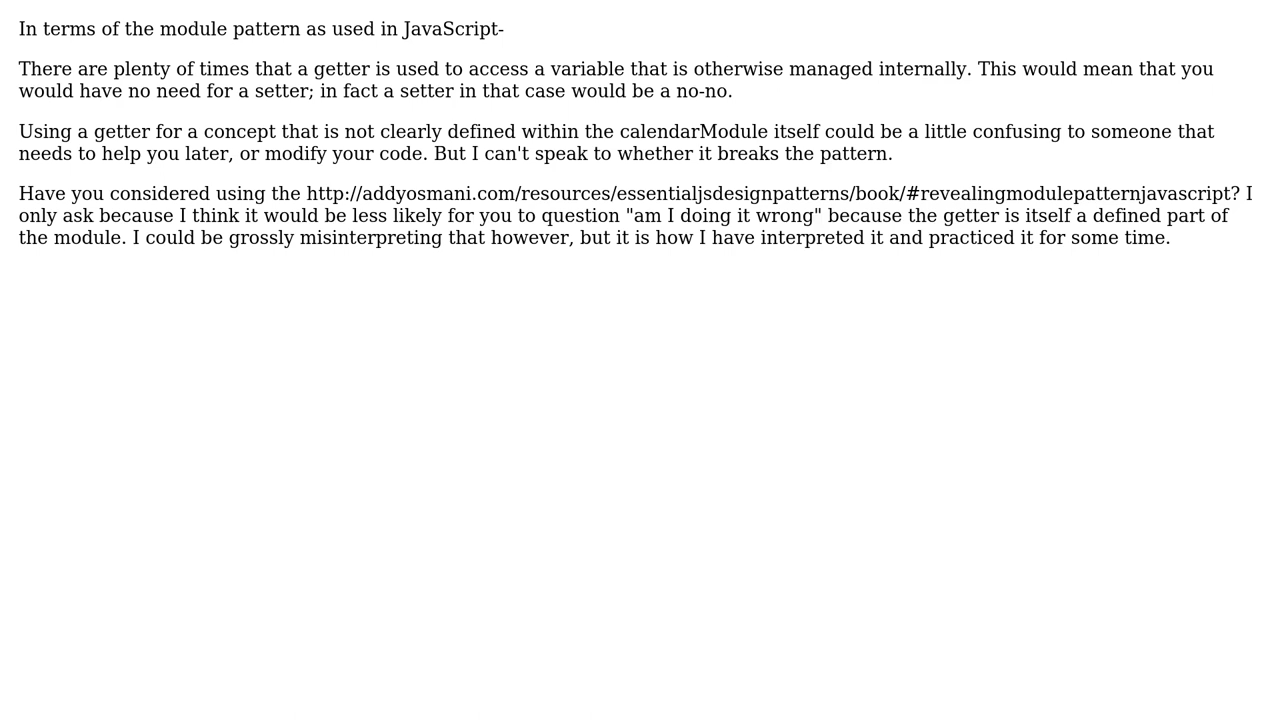 In terms of the module pattern as used in JavaScript-
There are plenty of times that a getter is used to access a variable that is otherwise managed internally. This would mean that you
would have no need for a setter; in fact a setter in that case would be a no-no.
Using a getter for a concept that is not clearly defined within the calendarModule itself could be a little confusing to someone that
needs to help you later, or modify your code. But I can't speak to whether it breaks the pattern.
Have you considered using the http://addyosmani.com/resources/essentialjsdesignpatterns/book/#revealingmodulepatternjavascript? I
only ask because I think it would be less likely for you to question "am I doing it wrong" because the getter is itself a defined part of
the module. I could be grossly misinterpreting that however, but it is how I have interpreted it and practiced it for some time.